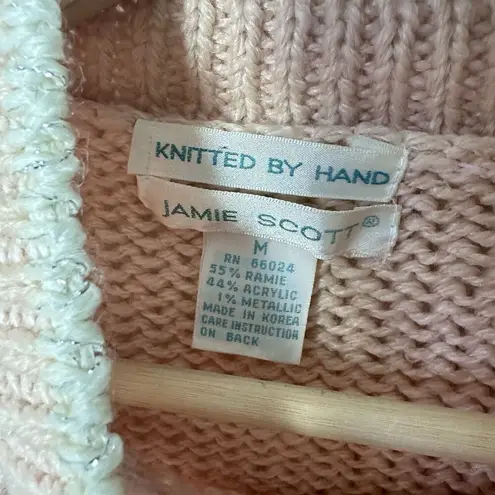 KNITTED BY HAND
JAMIE SCOTT®
M
RN 66024
55% RAMIE
44% ACRYLIC
1% METALLIC
MADE IN KOREA
CARE INSTRUCTION
ON BACK